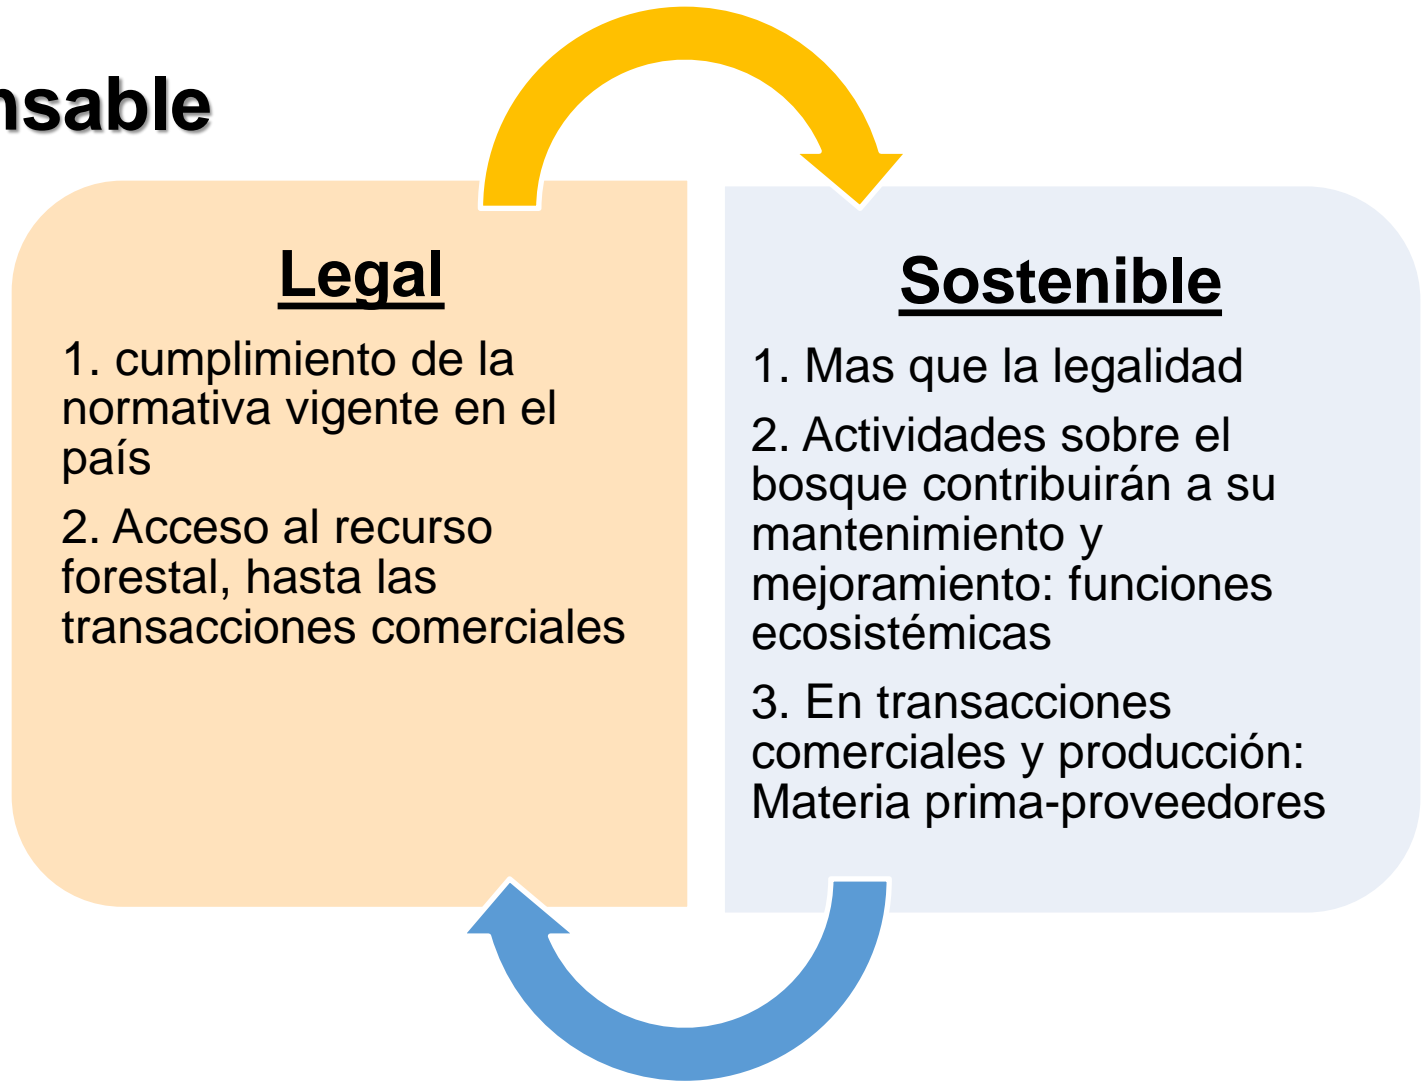 nsable
Legal
1. cumplimiento de la
normativa vigente en el
país
2. Acceso al recurso
forestal, hasta las
transacciones comerciales
Sostenible
1. Mas que la legalidad
2. Actividades sobre el
bosque contribuirán a su
mantenimiento y
mejoramiento: funciones
ecosistémicas
3. En transacciones
comerciales y producción:
Materia prima-proveedores